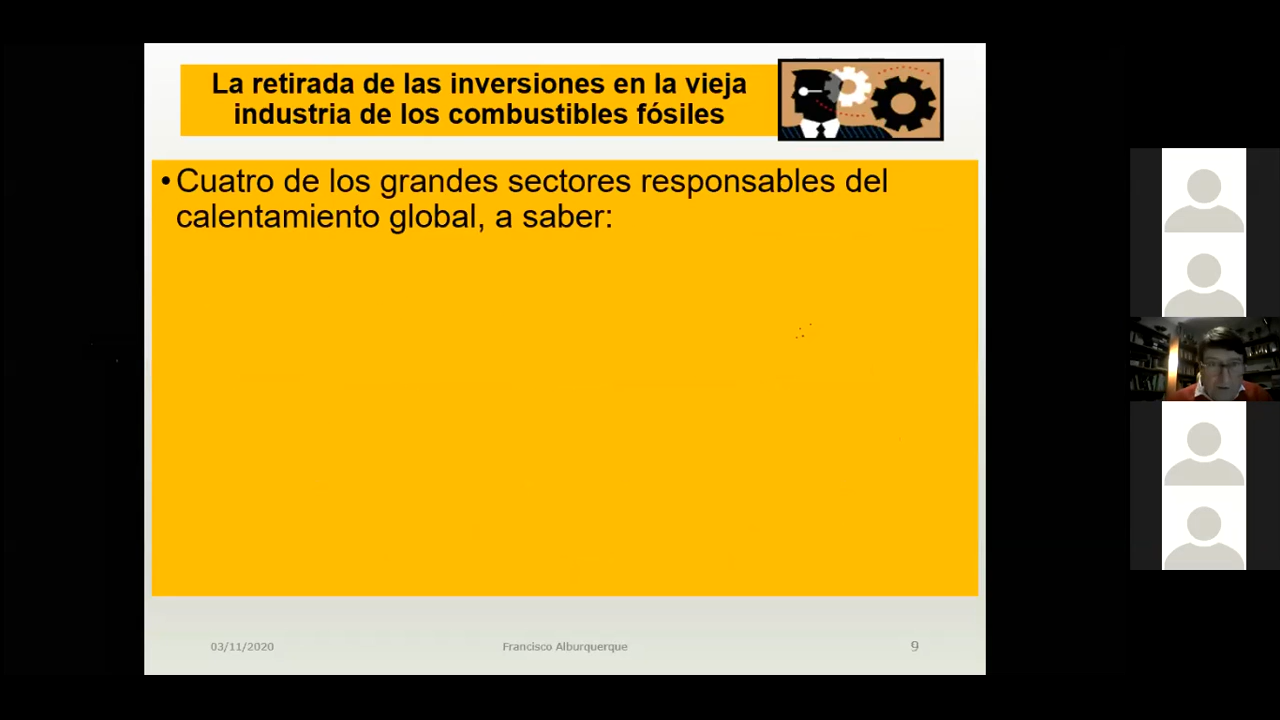 La retirada de las inversiones en la vieja
industria de los combustibles fósiles
•Cuatro de los grandes sectores responsables del
calentamiento global, a saber:
03/11/2020
Francisco Alburquerque
9